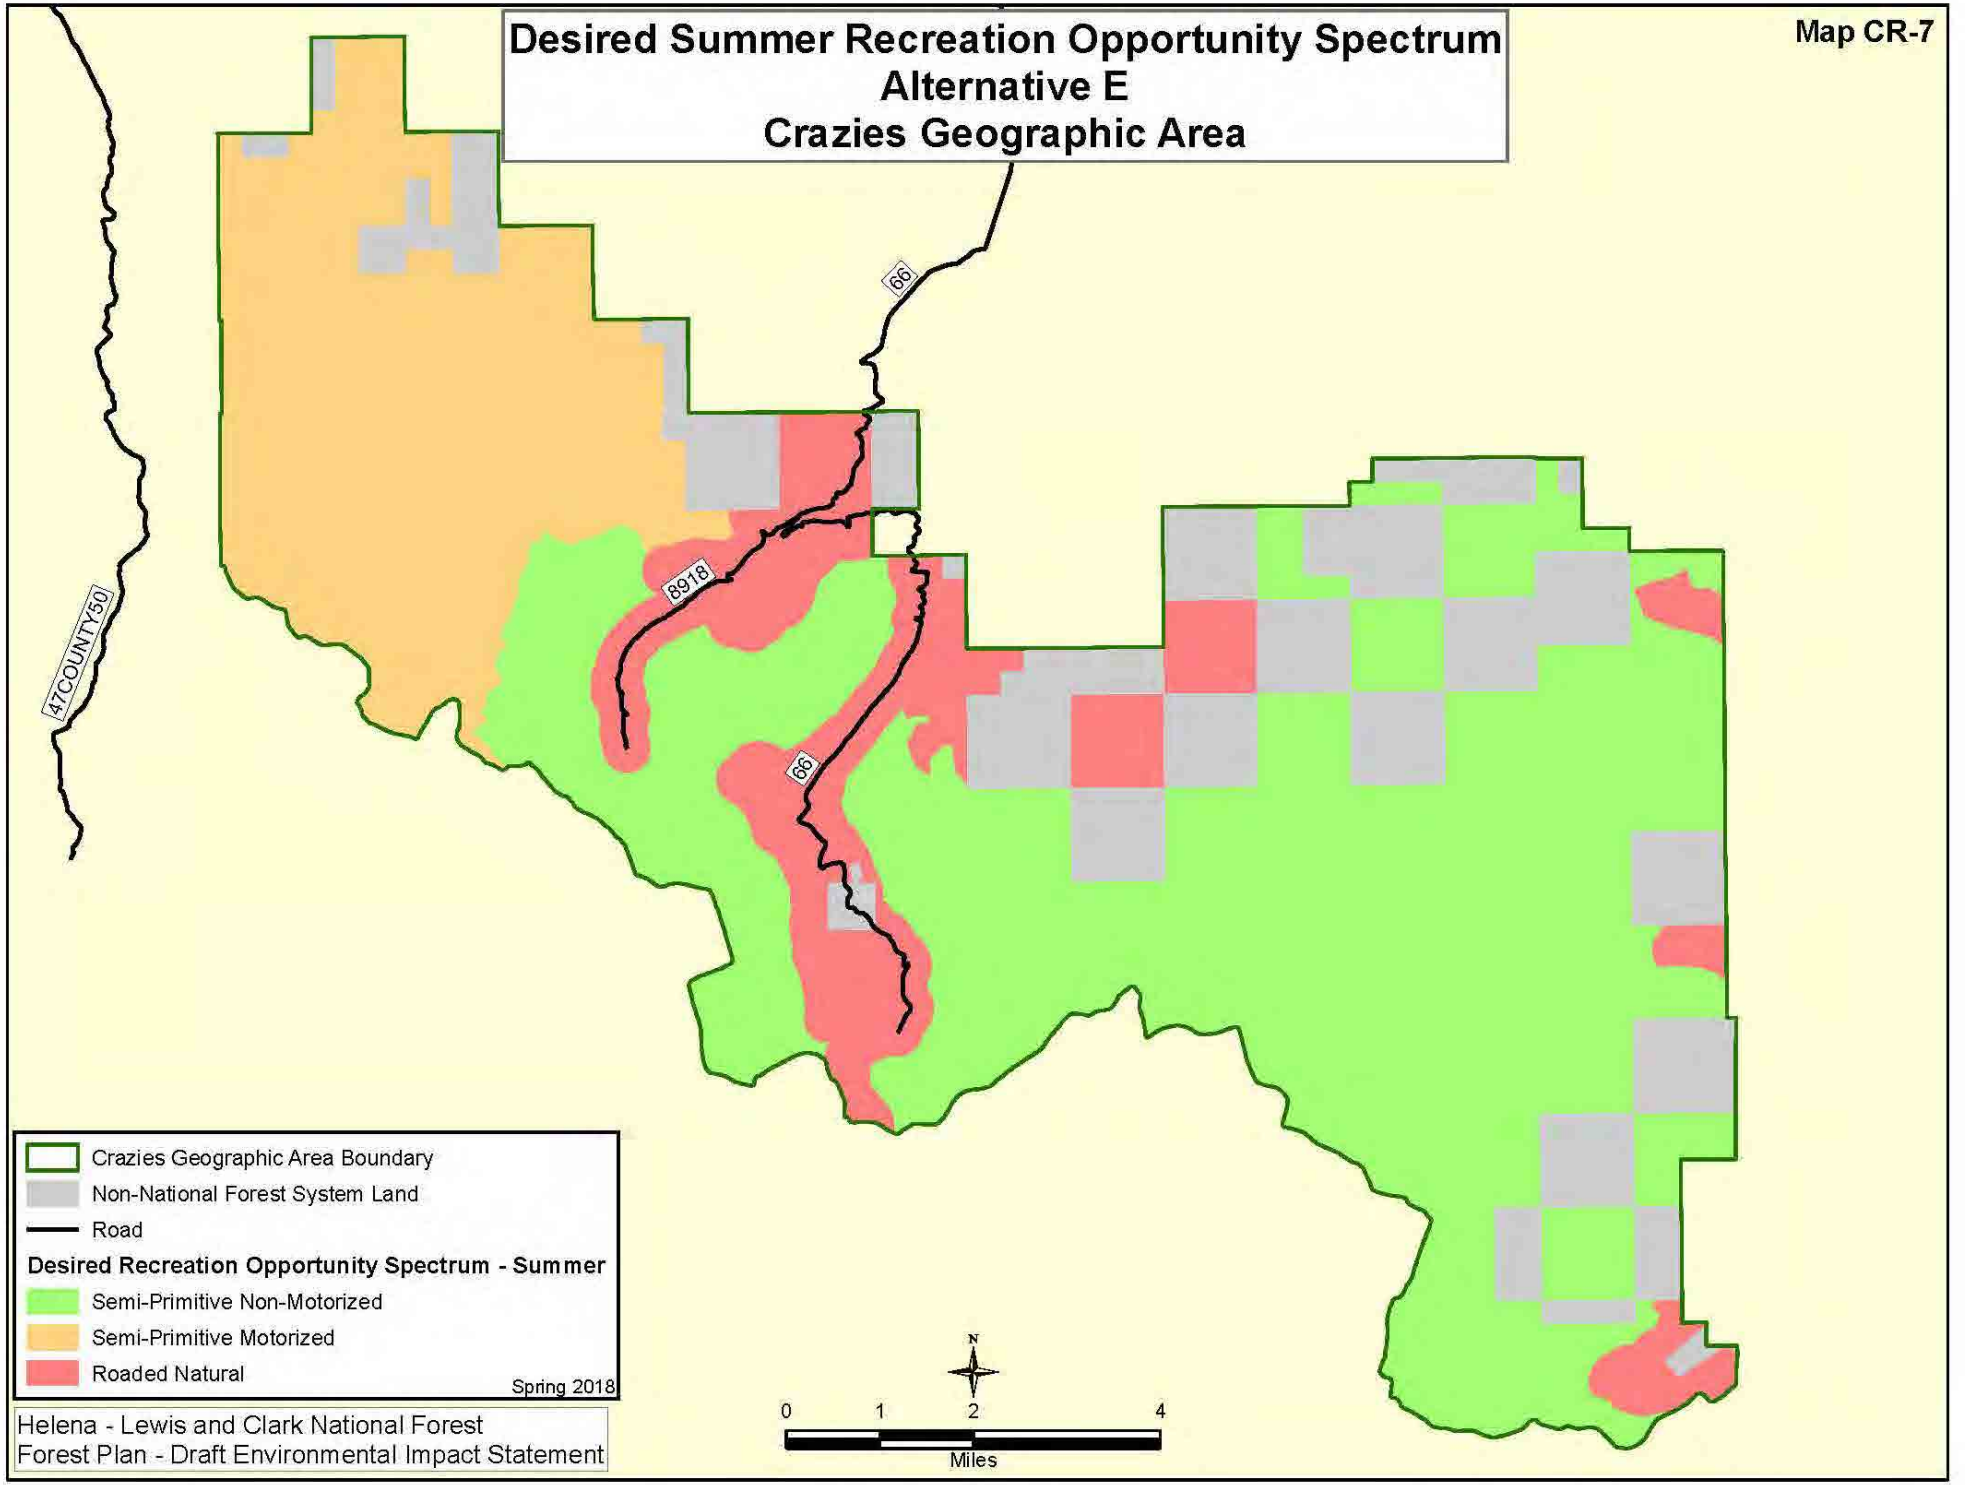 Desired Summer Recreation Opportunity Spectrum
Alternative E
Crazies Geographic Area
Map CR-7
66
8918
47COUNTY50
66
Crazies Geographic Area Boundary
Non-National Forest System Land
Road
Desired Recreation Opportunity Spectrum - Summer
Semi-Primitive Non-Motorized
Semi-Primitive Motorized
Roaded Natural
Spring 2018
Helena - Lewis and Clark National Forest
Forest Plan - Draft Environmental Impact Statement
N
0 1 2 4
Miles